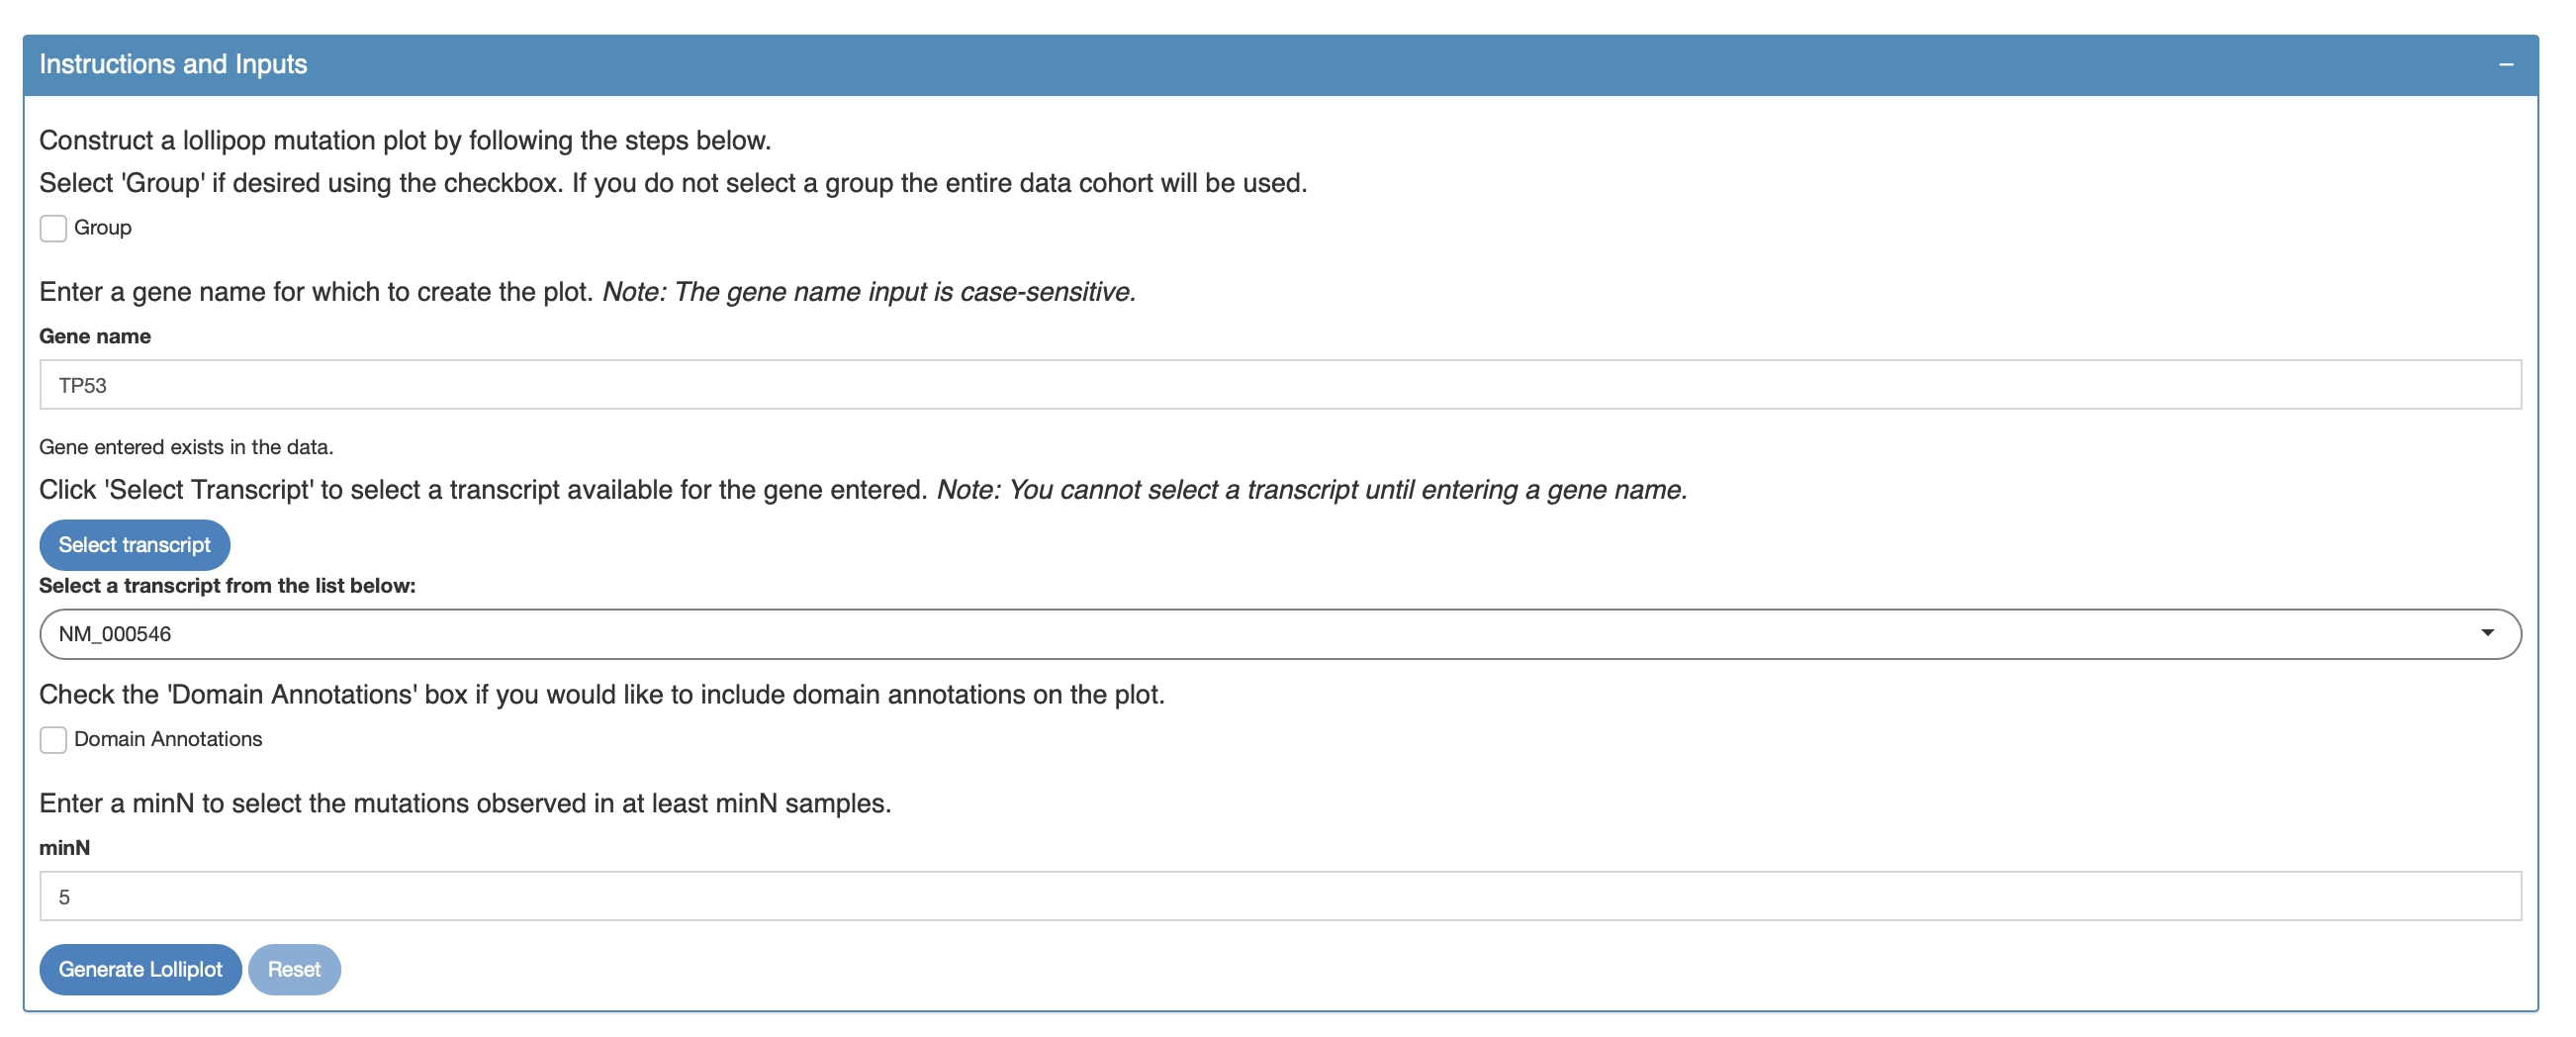 Instructions and Inputs
Construct a lollipop mutation plot by following the steps below.
Select 'Group' if desired using the checkbox. If you do not select a group the entire data cohort will be used.
Group
Enter a gene name for which to create the plot. Note: The gene name input is case-sensitive.
Gene name
TP53
Gene entered exists in the data.
Click 'Select Transcript' to select a transcript available for the gene entered. Note: You cannot select a transcript until entering a gene name.
Select transcript
Select a transcript from the list below:
NM_000546
Check the 'Domain Annotations' box if you would like to include domain annotations on the plot.
Domain Annotations
Enter a minN to select the mutations observed in at least minN samples.
minN
5
Generate Lolliplot Reset